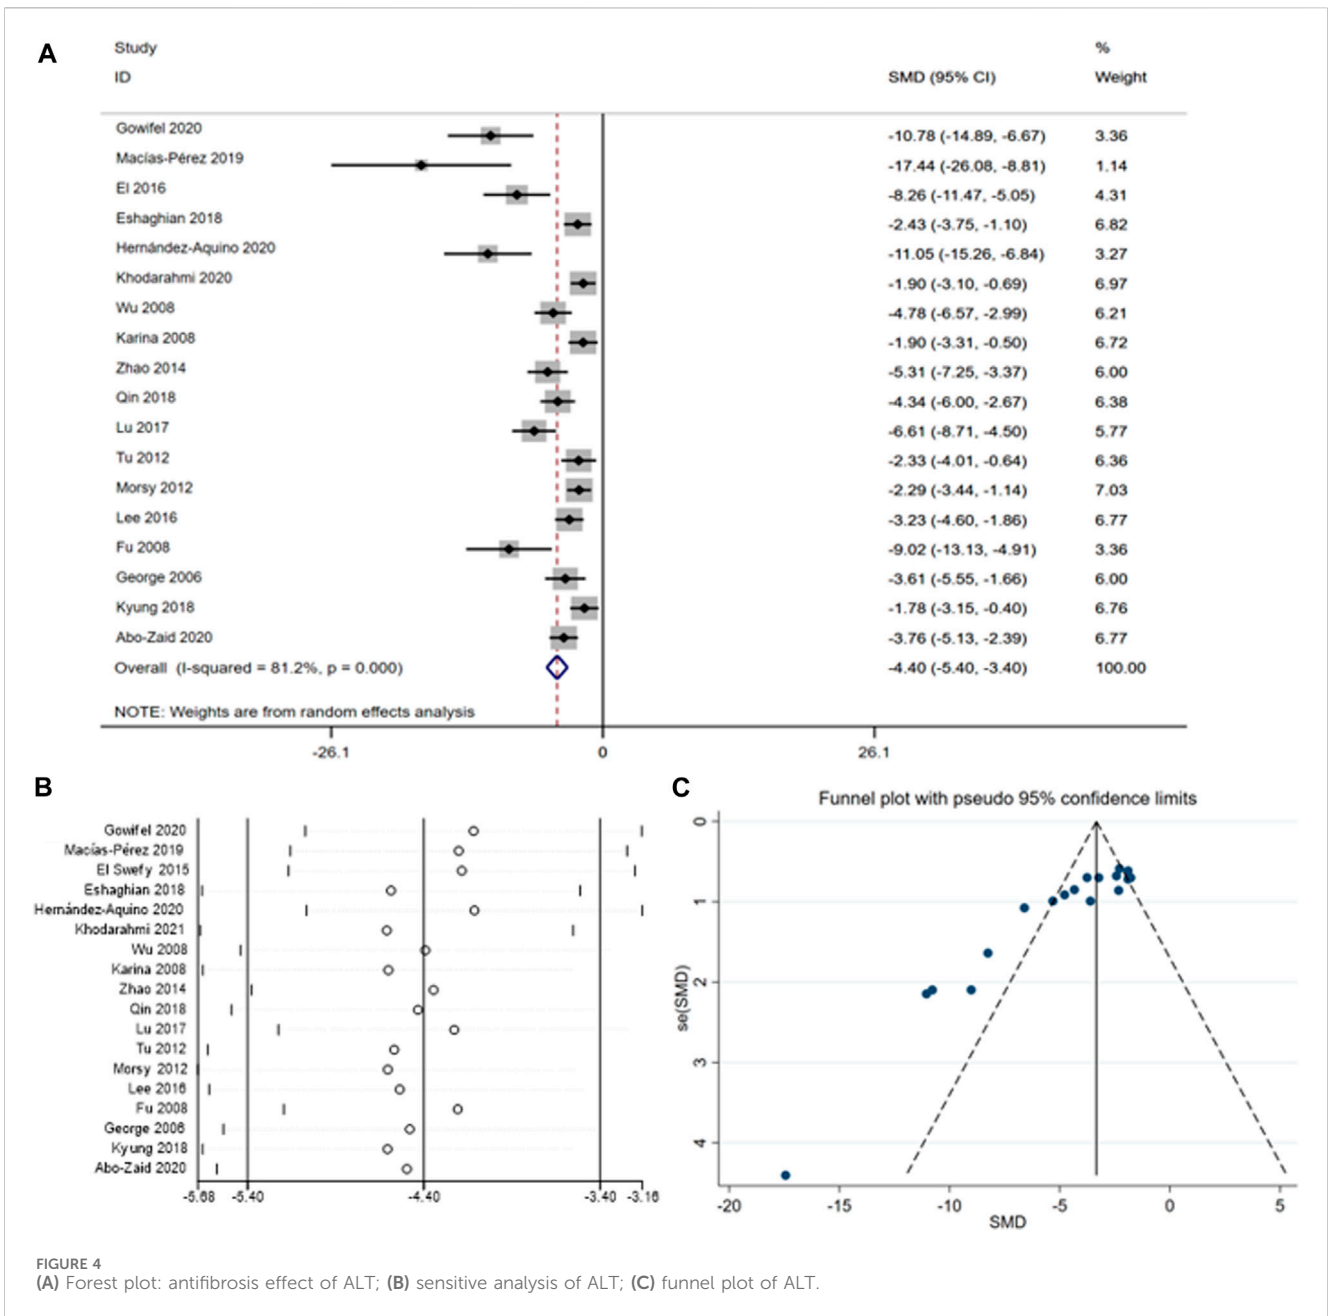 A
Study %
ID SMD (95% CI) Weight
Gowifel 2020 -10.78 (-14.89, -6.67) 3.36
Macías-Pérez 2019 -17.44 (-26.08, -8.81) 1.14
El 2016 -8.26 (-11.47, -5.05) 4.31
Eshaghian 2018 -2.43 (-3.75, -1.10) 6.82
Hernández-Aquino 2020 -11.05 (-15.26, -6.84) 3.27
Khodarahmi 2020 -1.90 (-3.10, -0.69) 6.97
Wu 2008 -4.78 (-6.57, -2.99) 6.21
Karina 2008 -1.90 (-3.31, -0.50) 6.72
Zhao 2014 -5.31 (-7.25, -3.37) 6.00
Qin 2018 -4.34 (-6.00, -2.67) 6.38
Lu 2017 -6.61 (-8.71, -4.50) 5.77
Tu 2012 -2.33 (-4.01, -0.64) 6.36
Morsy 2012 -2.29 (-3.44, -1.14) 7.03
Lee 2016 -3.23 (-4.60, -1.86) 6.77
Fu 2008 -9.02 (-13.13, -4.91) 3.36
George 2006 -3.61 (-5.55, -1.66) 6.00
Kyung 2018 -1.78 (-3.15, -0.40) 6.76
Abo-Zaid 2020 -3.76 (-5.13, -2.39) 6.77
Overall (I-squared = 81.2%, p = 0.000) -4.40 (-5.40, -3.40) 100.00
NOTE: Weights are from random effects analysis
-26.1 0 26.1
B
Gowifel 2020
Macías-Pérez 2019
El Swefy 2015
Eshaghian 2018
Hernández-Aquino 2020
Khodarahmi 2021
Wu 2008
Karina 2008
Zhao 2014
Qin 2018
Lu 2017
Tu 2012
Morsy 2012
Lee 2016
Fu 2008
George 2006
Kyung 2018
Abo-Zaid 2020
-5.68 -5.40 -4.40 -3.40 -3.16
C
Funnel plot with pseudo 95% confidence limits
se(SMD)
0
1
2
3
4
-20 -15 -10 -5 0 5
SMD
FIGURE 4
(A) Forest plot: antifibrosis effect of ALT; (B) sensitive analysis of ALT; (C) funnel plot of ALT.